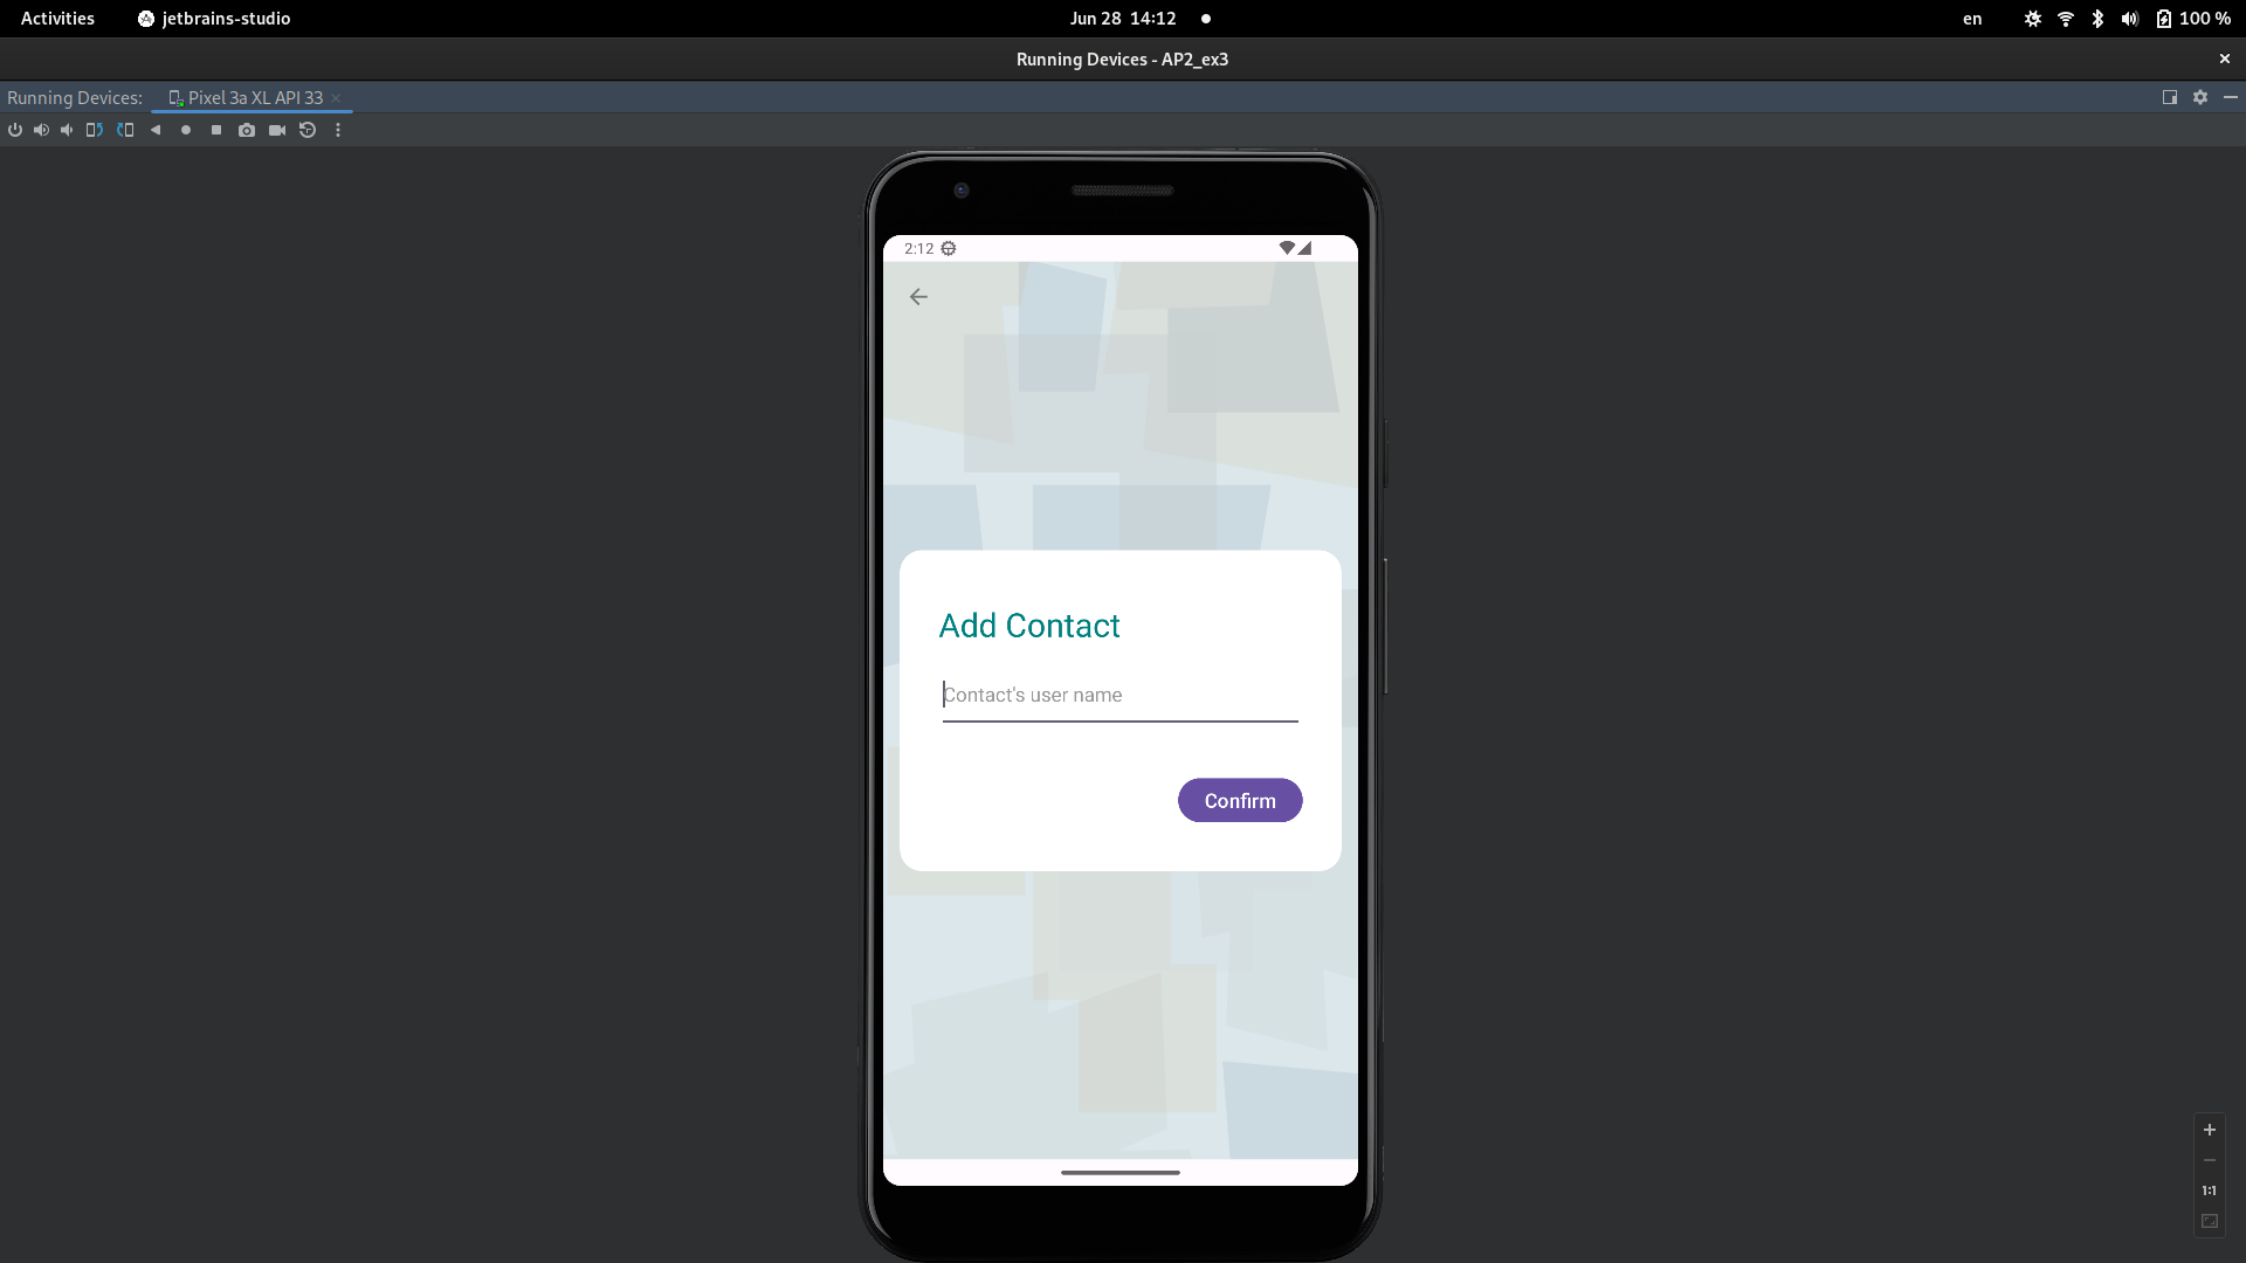 Activities jetbrains-studio Jun 28 14:12 en 100 %
Running Devices - AP2_ex3
Running Devices: Pixel 3a XL API 33
2:12
Add Contact
Contact's user name
Confirm
1:1